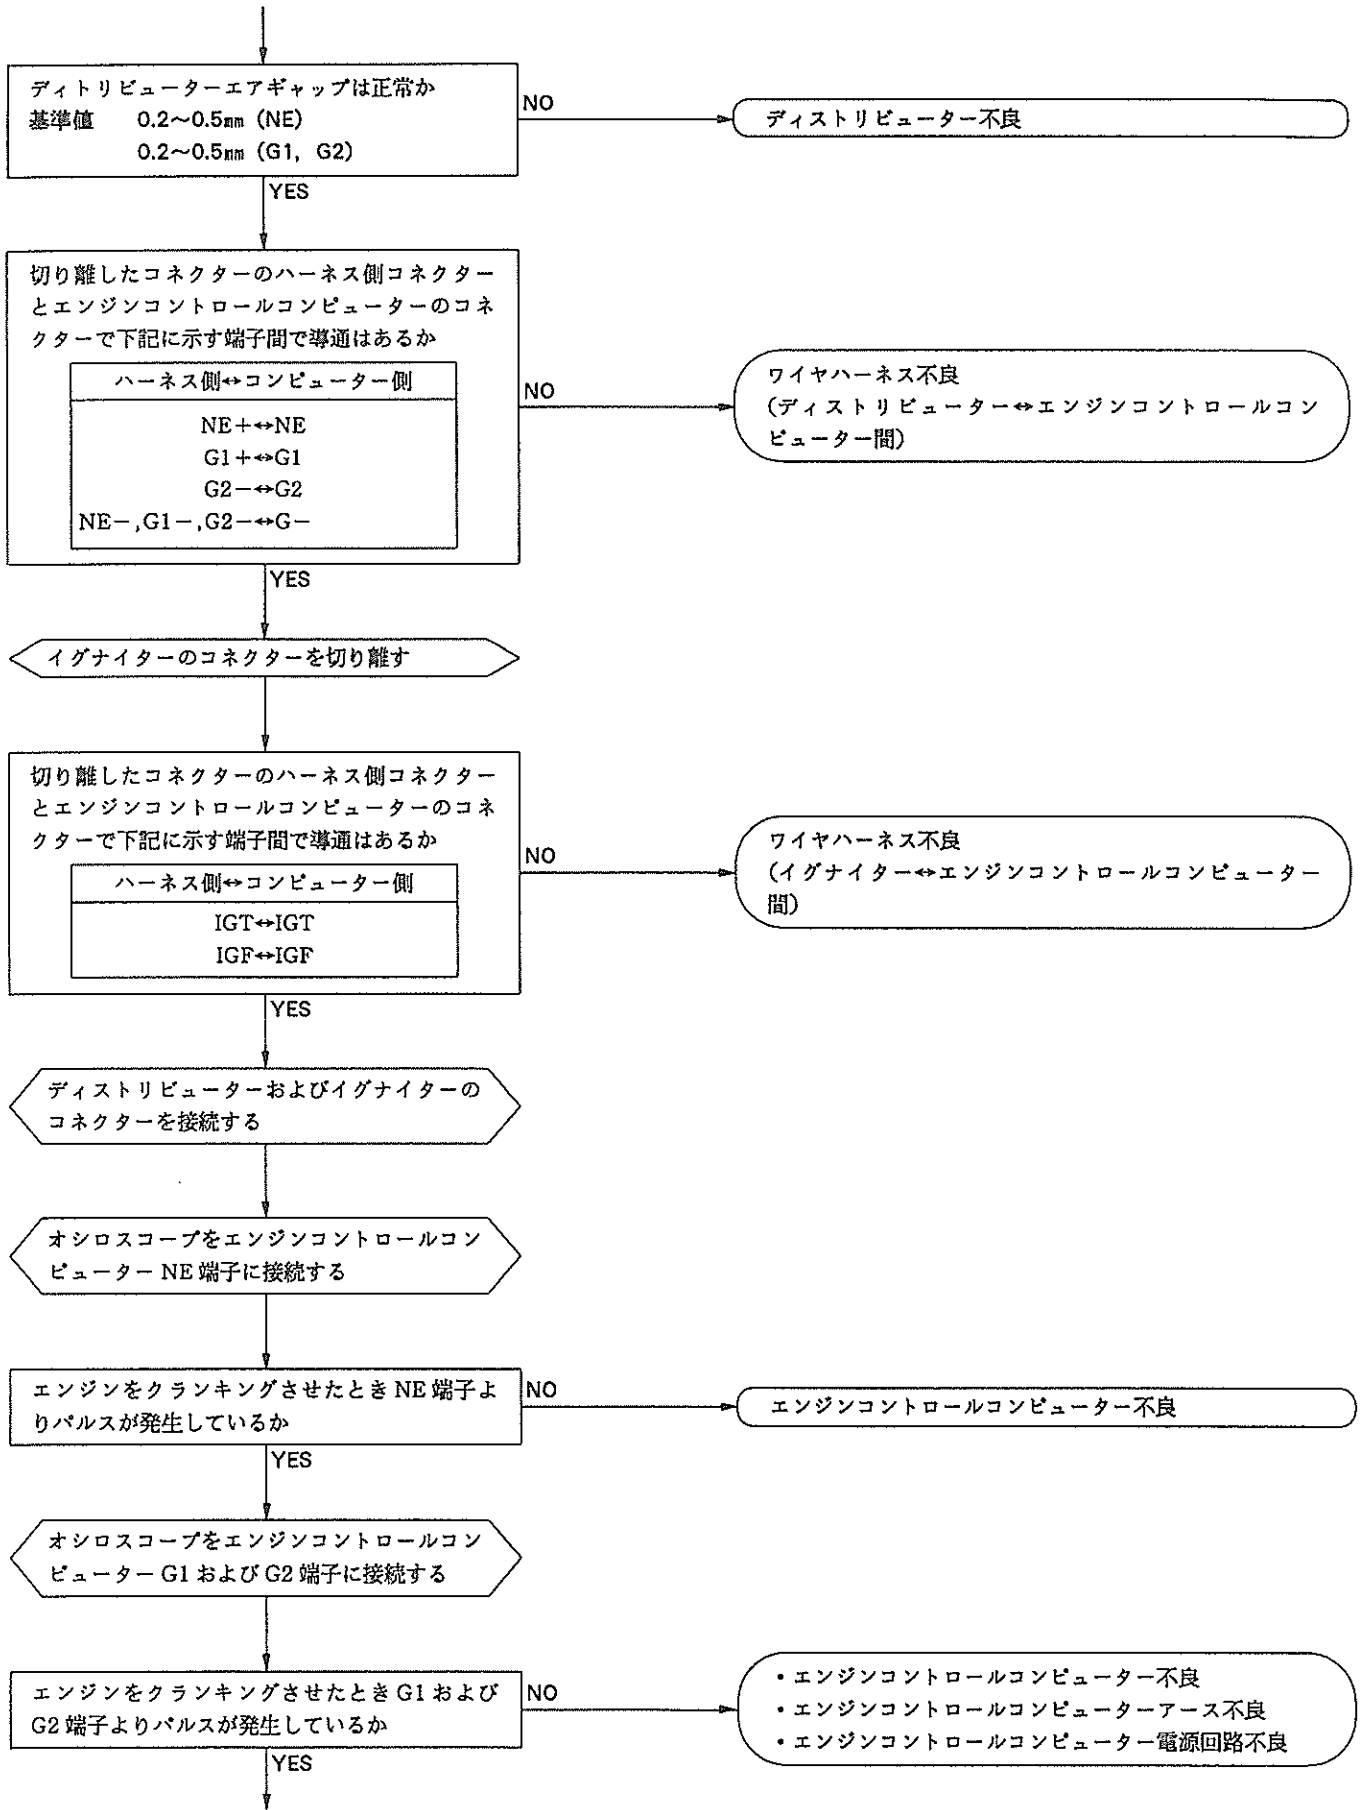 ディトリビューターエアギャップは正常か
基準値 0.2～0.5㎜ (NE)
0.2～0.5㎜ (G1, G2)
NO
ディストリビューター不良
YES
切り離したコネクターのハーネス側コネクター
とエンジンコントロールコンピューターのコネ
クターで下記に示す端子間で導通はあるか
ハーネス側↔コンピューター側
NE+↔NE
G1+↔G1
G2−↔G2
NE−,G1−,G2−↔G−
NO
ワイヤハーネス不良
(ディストリビューター↔エンジンコントロールコン
ピューター間)
YES
イグナイターのコネクターを切り離す
切り離したコネクターのハーネス側コネクター
とエンジンコントロールコンピューターのコネ
クターで下記に示す端子間で導通はあるか
ハーネス側↔コンピューター側
IGT↔IGT
IGF↔IGF
NO
ワイヤハーネス不良
(イグナイター↔エンジンコントロールコンピューター
間)
YES
ディストリビューターおよびイグナイターの
コネクターを接続する
オシロスコープをエンジンコントロールコン
ピューター NE 端子に接続する
エンジンをクランキングさせたとき NE 端子よ
りパルスが発生しているか
NO
エンジンコントロールコンピューター不良
YES
オシロスコープをエンジンコントロールコン
ピューター G1 および G2 端子に接続する
エンジンをクランキングさせたとき G1 および
G2 端子よりパルスが発生しているか
NO
・エンジンコントロールコンピューター不良
・エンジンコントロールコンピューターアース不良
・エンジンコントロールコンピューター電源回路不良
YES